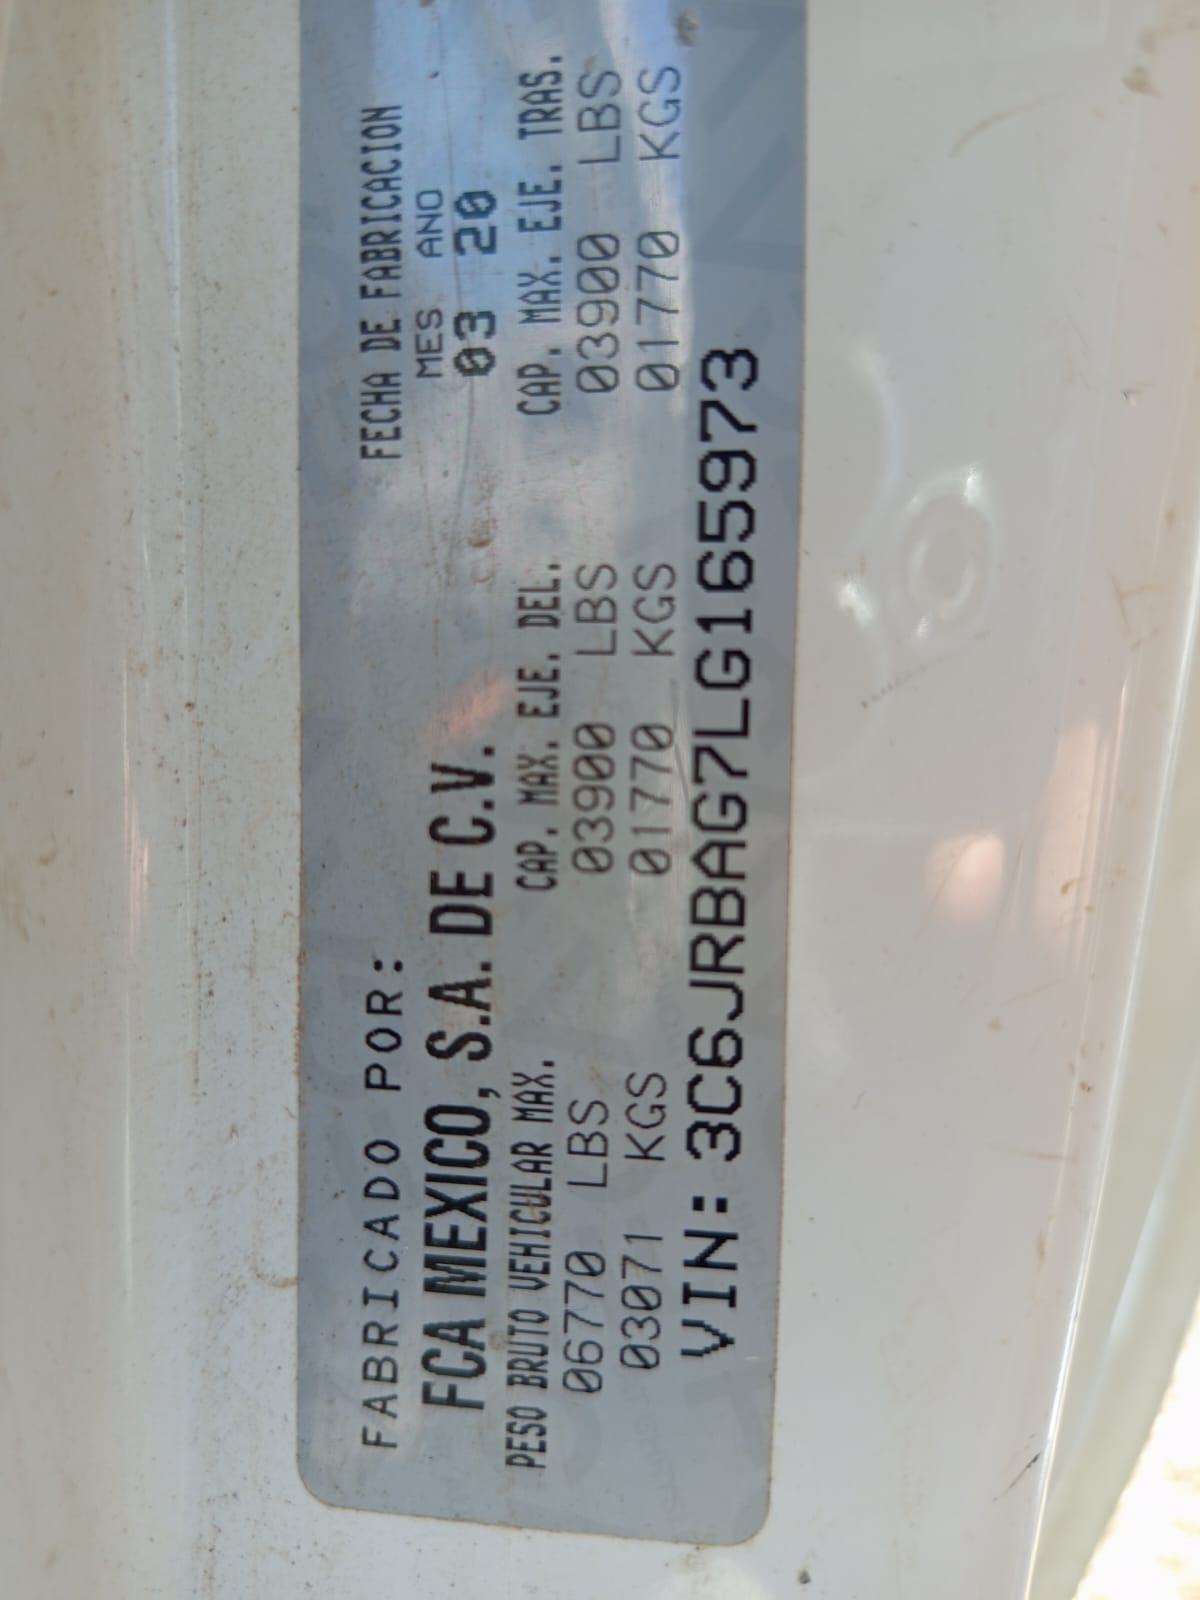 FABRICADO POR:
FECHA DE FABRICACION
MES ANO
FCA MEXICO, S.A. DE C.V.
03 20
PESO BRUTO VEHICULAR MAX. CAP. MAX. EJE. DEL. CAP. MAX. EJE. TRAS.
06770 LBS 03900 LBS 03900 LBS
03071 KGS 01770 KGS 01770 KGS
VIN: 3C6JRBAG7LG165973